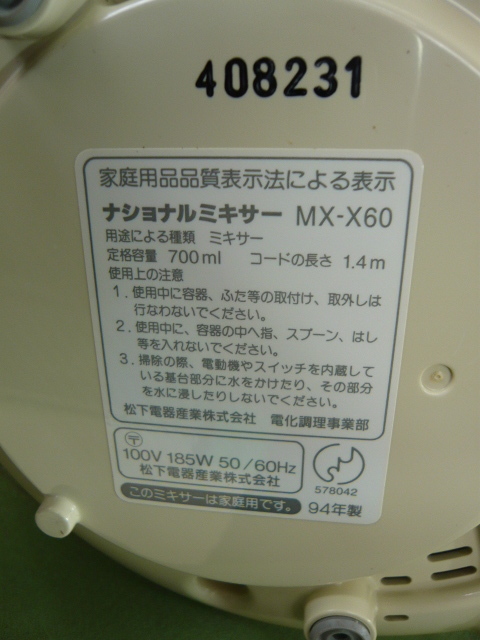 408231
家庭用品品質表示法による表示
ナショナルミキサー MX-X60
用途による種類 ミキサー
定格容量 700ml コードの長さ 1.4m
使用上の注意
1.使用中に容器、ふた等の取付け、取外しは
行なわないでください。
2.使用中に、容器の中へ指、スプーン、はし
等を入れないでください。
3.掃除の際、電動機やスイッチを内蔵して
いる基台部分に水をかけたり、その部分
を水に浸したりしないでください。
松下電器産業株式会社 電化調理事業部
〒
100V 185W 50/60Hz
松下電器産業株式会社
578042
このミキサーは家庭用です。 94年製